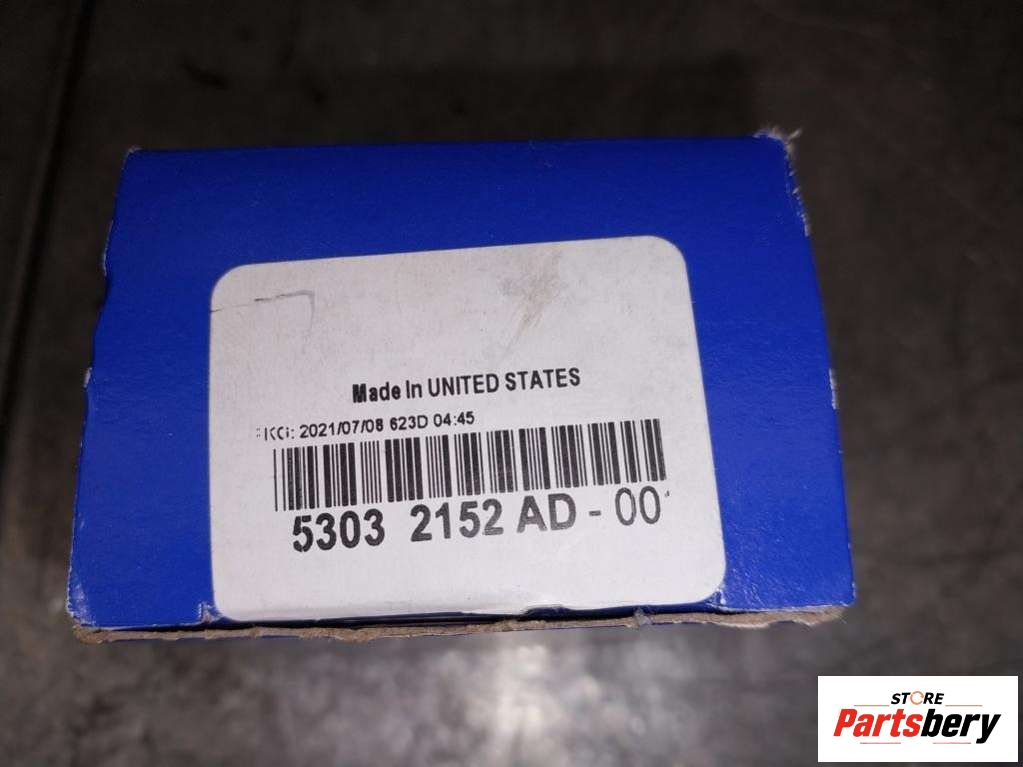 Made In UNITED STATES
2021/07/08 623D 04:45
5303 2152 AD - 00
STORE
Partsbery